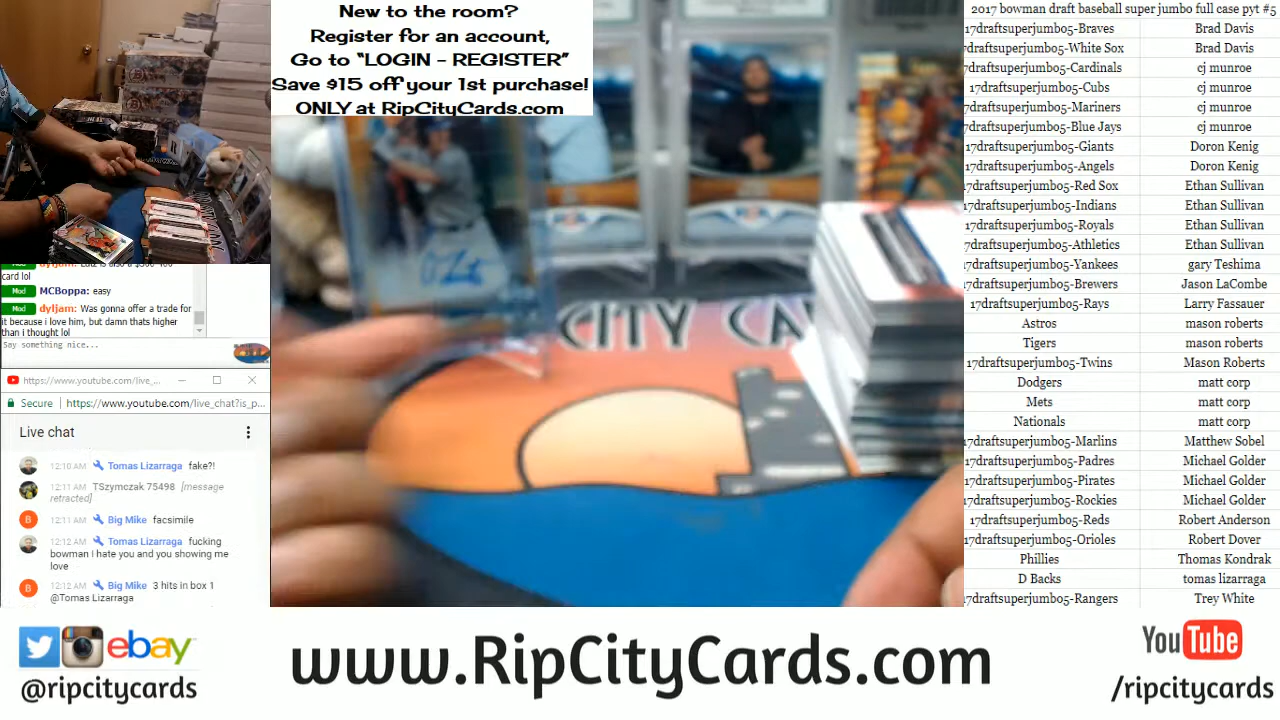 New to the room?
Register for an account,
Go to “LOGIN - REGISTER”
Save $15 off your 1st purchase!
ONLY at RipCityCards.com
2017 bowman draft baseball super jumbo full case pyt #5
17draftsuperjumbo5-Braves Brad Davis
17draftsuperjumbo5-White Sox Brad Davis
17draftsuperjumbo5-Cardinals cj munroe
17draftsuperjumbo5-Cubs cj munroe
17draftsuperjumbo5-Mariners cj munroe
17draftsuperjumbo5-Blue Jays cj munroe
17draftsuperjumbo5-Giants Doron Kenig
17draftsuperjumbo5-Angels Doron Kenig
17draftsuperjumbo5-Red Sox Ethan Sullivan
17draftsuperjumbo5-Indians Ethan Sullivan
17draftsuperjumbo5-Royals Ethan Sullivan
17draftsuperjumbo5-Athletics Ethan Sullivan
17draftsuperjumbo5-Yankees gary Teshima
17draftsuperjumbo5-Brewers Jason LaCombe
17draftsuperjumbo5-Rays Larry Fassauer
Astros mason roberts
Tigers mason roberts
17draftsuperjumbo5-Twins Mason Roberts
Dodgers matt corp
Mets matt corp
Nationals matt corp
17draftsuperjumbo5-Marlins Matthew Sobel
17draftsuperjumbo5-Padres Michael Golder
17draftsuperjumbo5-Pirates Michael Golder
17draftsuperjumbo5-Rockies Michael Golder
17draftsuperjumbo5-Reds Robert Anderson
17draftsuperjumbo5-Orioles Robert Dover
Phillies Thomas Kondrak
D Backs tomas lizarraga
17draftsuperjumbo5-Rangers Trey White
card lol
Mod MCBoppa: easy
Mod dyljam: Was gonna offer a trade for
it because i love him, but damn thats higher
than i thought lol
Say something nice...
https://www.youtube.com/live_...
Secure https://www.youtube.com/live_chat?is_p...
Live chat
12:10 AM Tomas Lizarraga fake?!
12:11 AM TSzymczak 75498 [message
retracted]
12:11 AM Big Mike facsimile
12:12 AM Tomas Lizarraga fucking
bowman I hate you and you showing me
love
12:12 AM Big Mike 3 hits in box 1
@Tomas Lizarraga
CITY CA
ebay
@ripcitycards
www.RipCityCards.com
YouTube
/ripcitycards